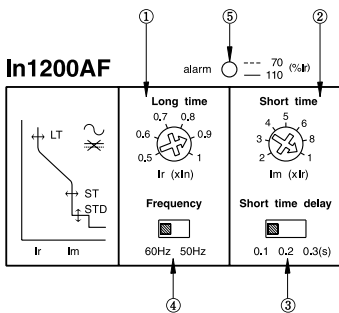 ① ⑤ ②
In1200AF
alarm --- 70 (%Ir)
— 110
Long time
0.5 0.6 0.7 0.8 0.9 1
Ir (xIn)
Short time
2 3 4 5 6 8 1
Im (xIr)
LT
ST
STD
Ir Im
Frequency
60Hz 50Hz
Short time delay
0.1 0.2 0.3(s)
④ ③